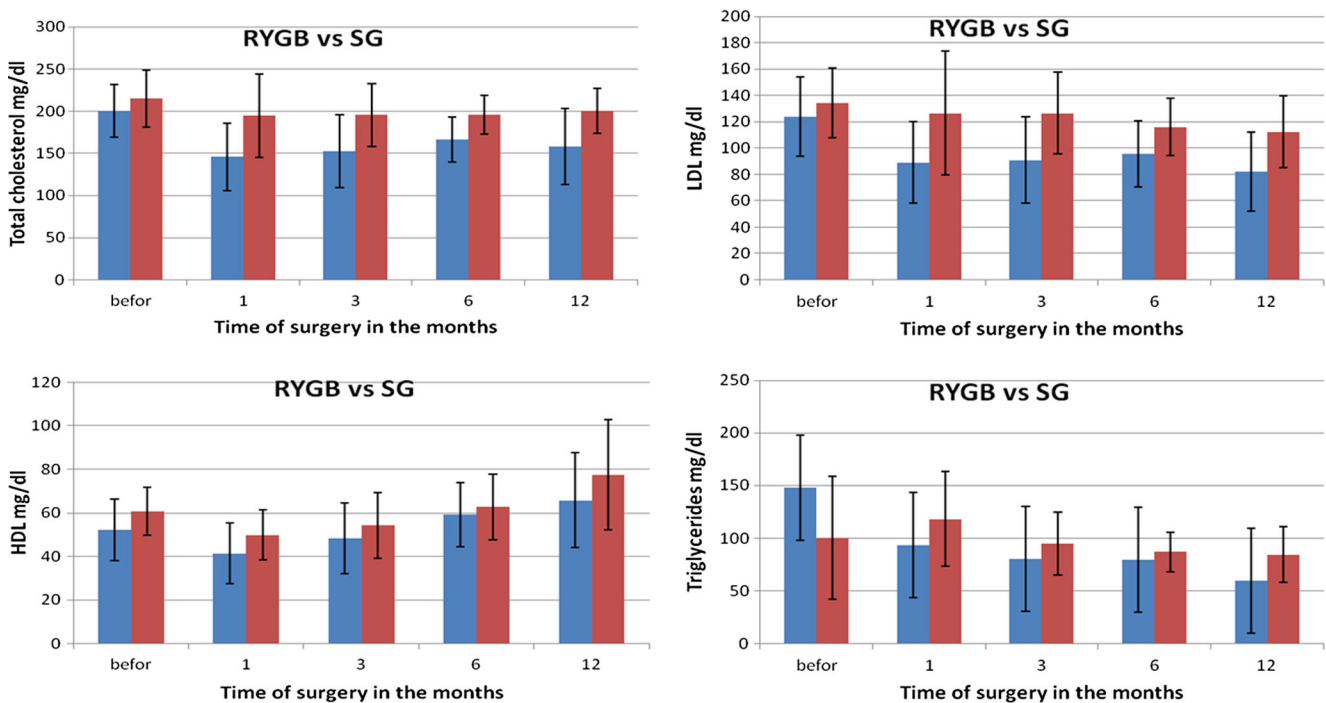 RYGB vs SG
Total cholesterol mg/dl
300
250
200
150
100
50
0
befor 1 3 6 12
Time of surgery in the months
RYGB vs SG
LDL mg/dl
200
180
160
140
120
100
80
60
40
20
0
befor 1 3 6 12
Time of surgery in the months
RYGB vs SG
HDL mg/dl
120
100
80
60
40
20
0
befor 1 3 6 12
Time of surgery in the months
RYGB vs SG
Triglycerides mg/dl
250
200
150
100
50
0
befor 1 3 6 12
Time of surgery in the months